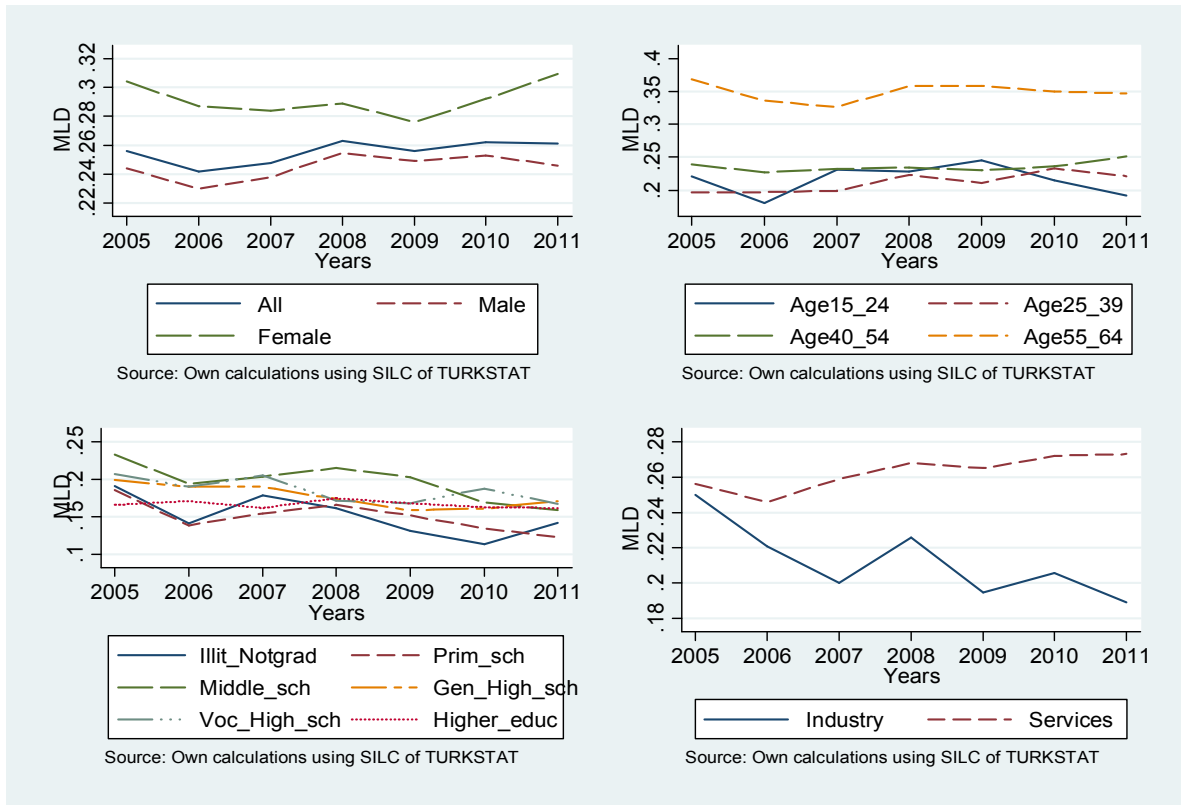 MLD
.22 .24 .26 .28 .3 .32
2005 2006 2007 2008 2009 2010 2011
Years
All Male
Female
Source: Own calculations using SILC of TURKSTAT
MLD
.2 .25 .3 .35 .4
2005 2006 2007 2008 2009 2010 2011
Years
Age15_24 Age25_39
Age40_54 Age55_64
Source: Own calculations using SILC of TURKSTAT
MLD
.1 .15 .2 .25
2005 2006 2007 2008 2009 2010 2011
Years
Illit_Notgrad Prim_sch
Middle_sch Gen_High_sch
Voc_High_sch Higher_educ
Source: Own calculations using SILC of TURKSTAT
MLD
.18 .2 .22 .24 .26 .28
2005 2006 2007 2008 2009 2010 2011
Years
Industry Services
Source: Own calculations using SILC of TURKSTAT